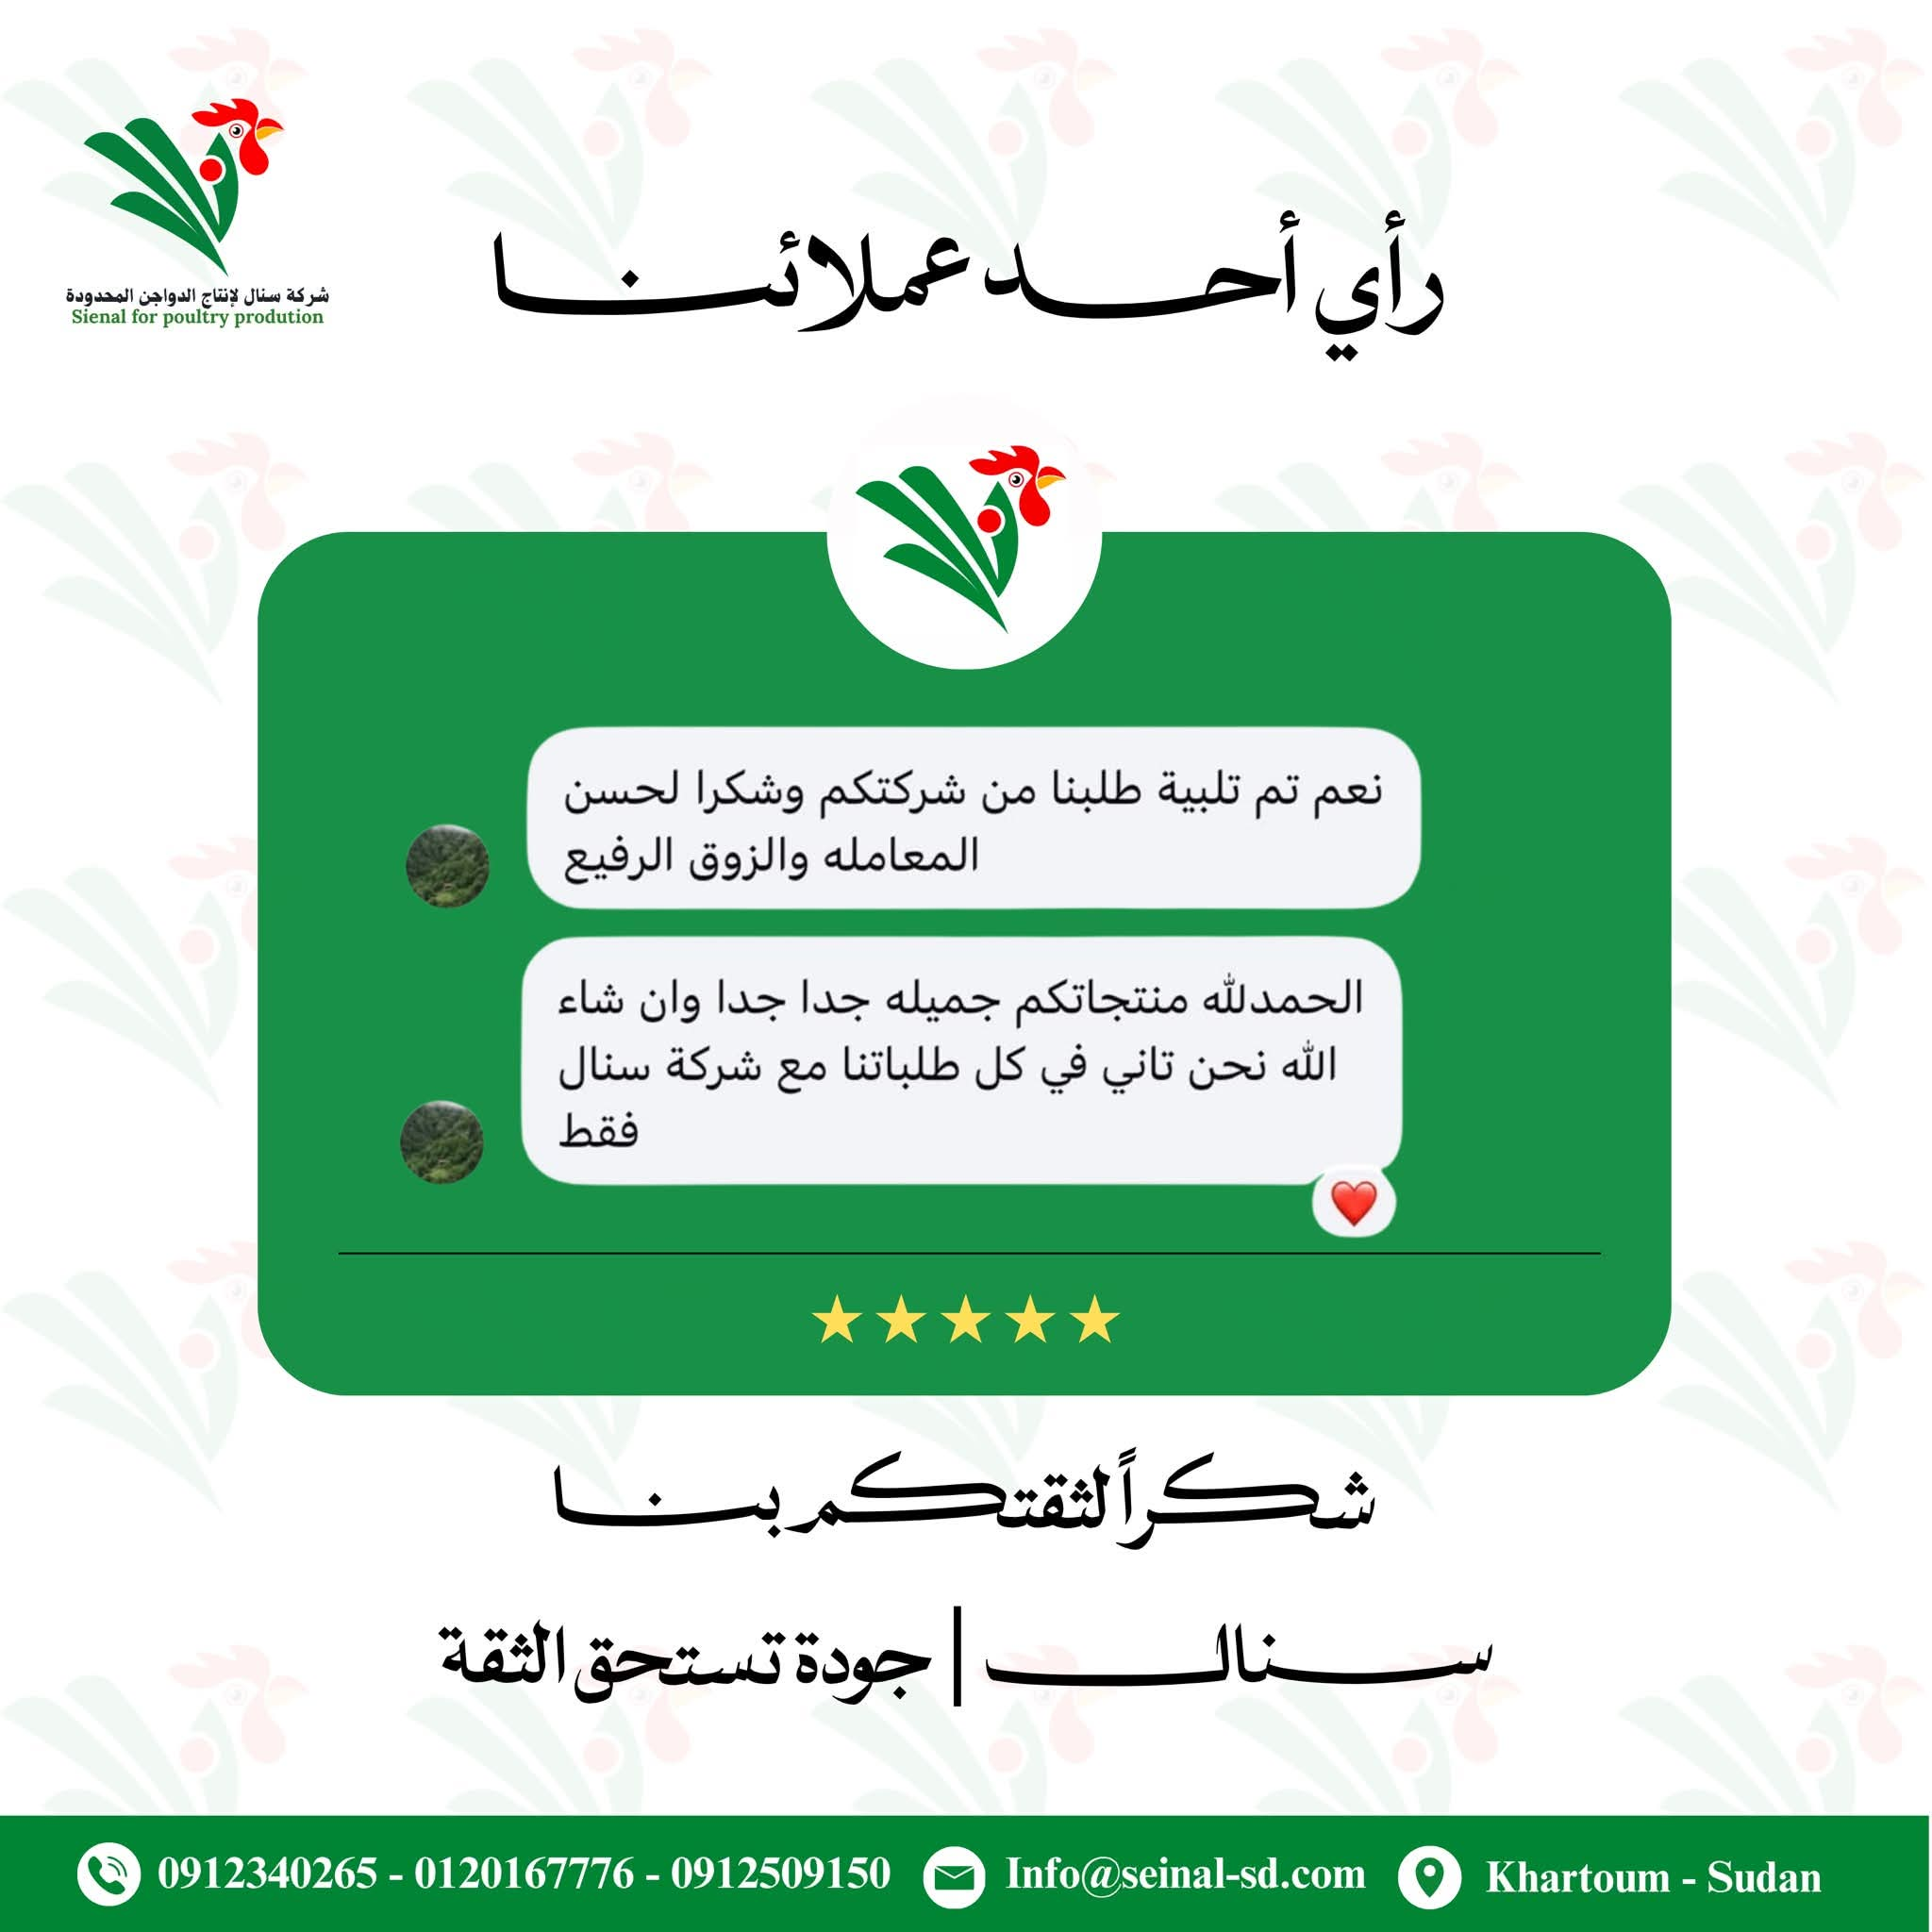 شركة سنال لإنتاج الدواجن المحدودة
Sienal for poultry prodution
رأي أحد عملائنا
نعم تم تلبية طلبنا من شركتكم وشكرا لحسن
المعامله والزوق الرفيع
الحمدلله منتجاتكم جميله جدا جدا وان شاء
الله نحن تاني في كل طلباتنا مع شركة سنال
فقط
شكراً لثقتكم بنا
سنال | جودة تستحق الثقة
0912340265 - 0120167776 - 0912509150
Info@seinal-sd.com
Khartoum - Sudan